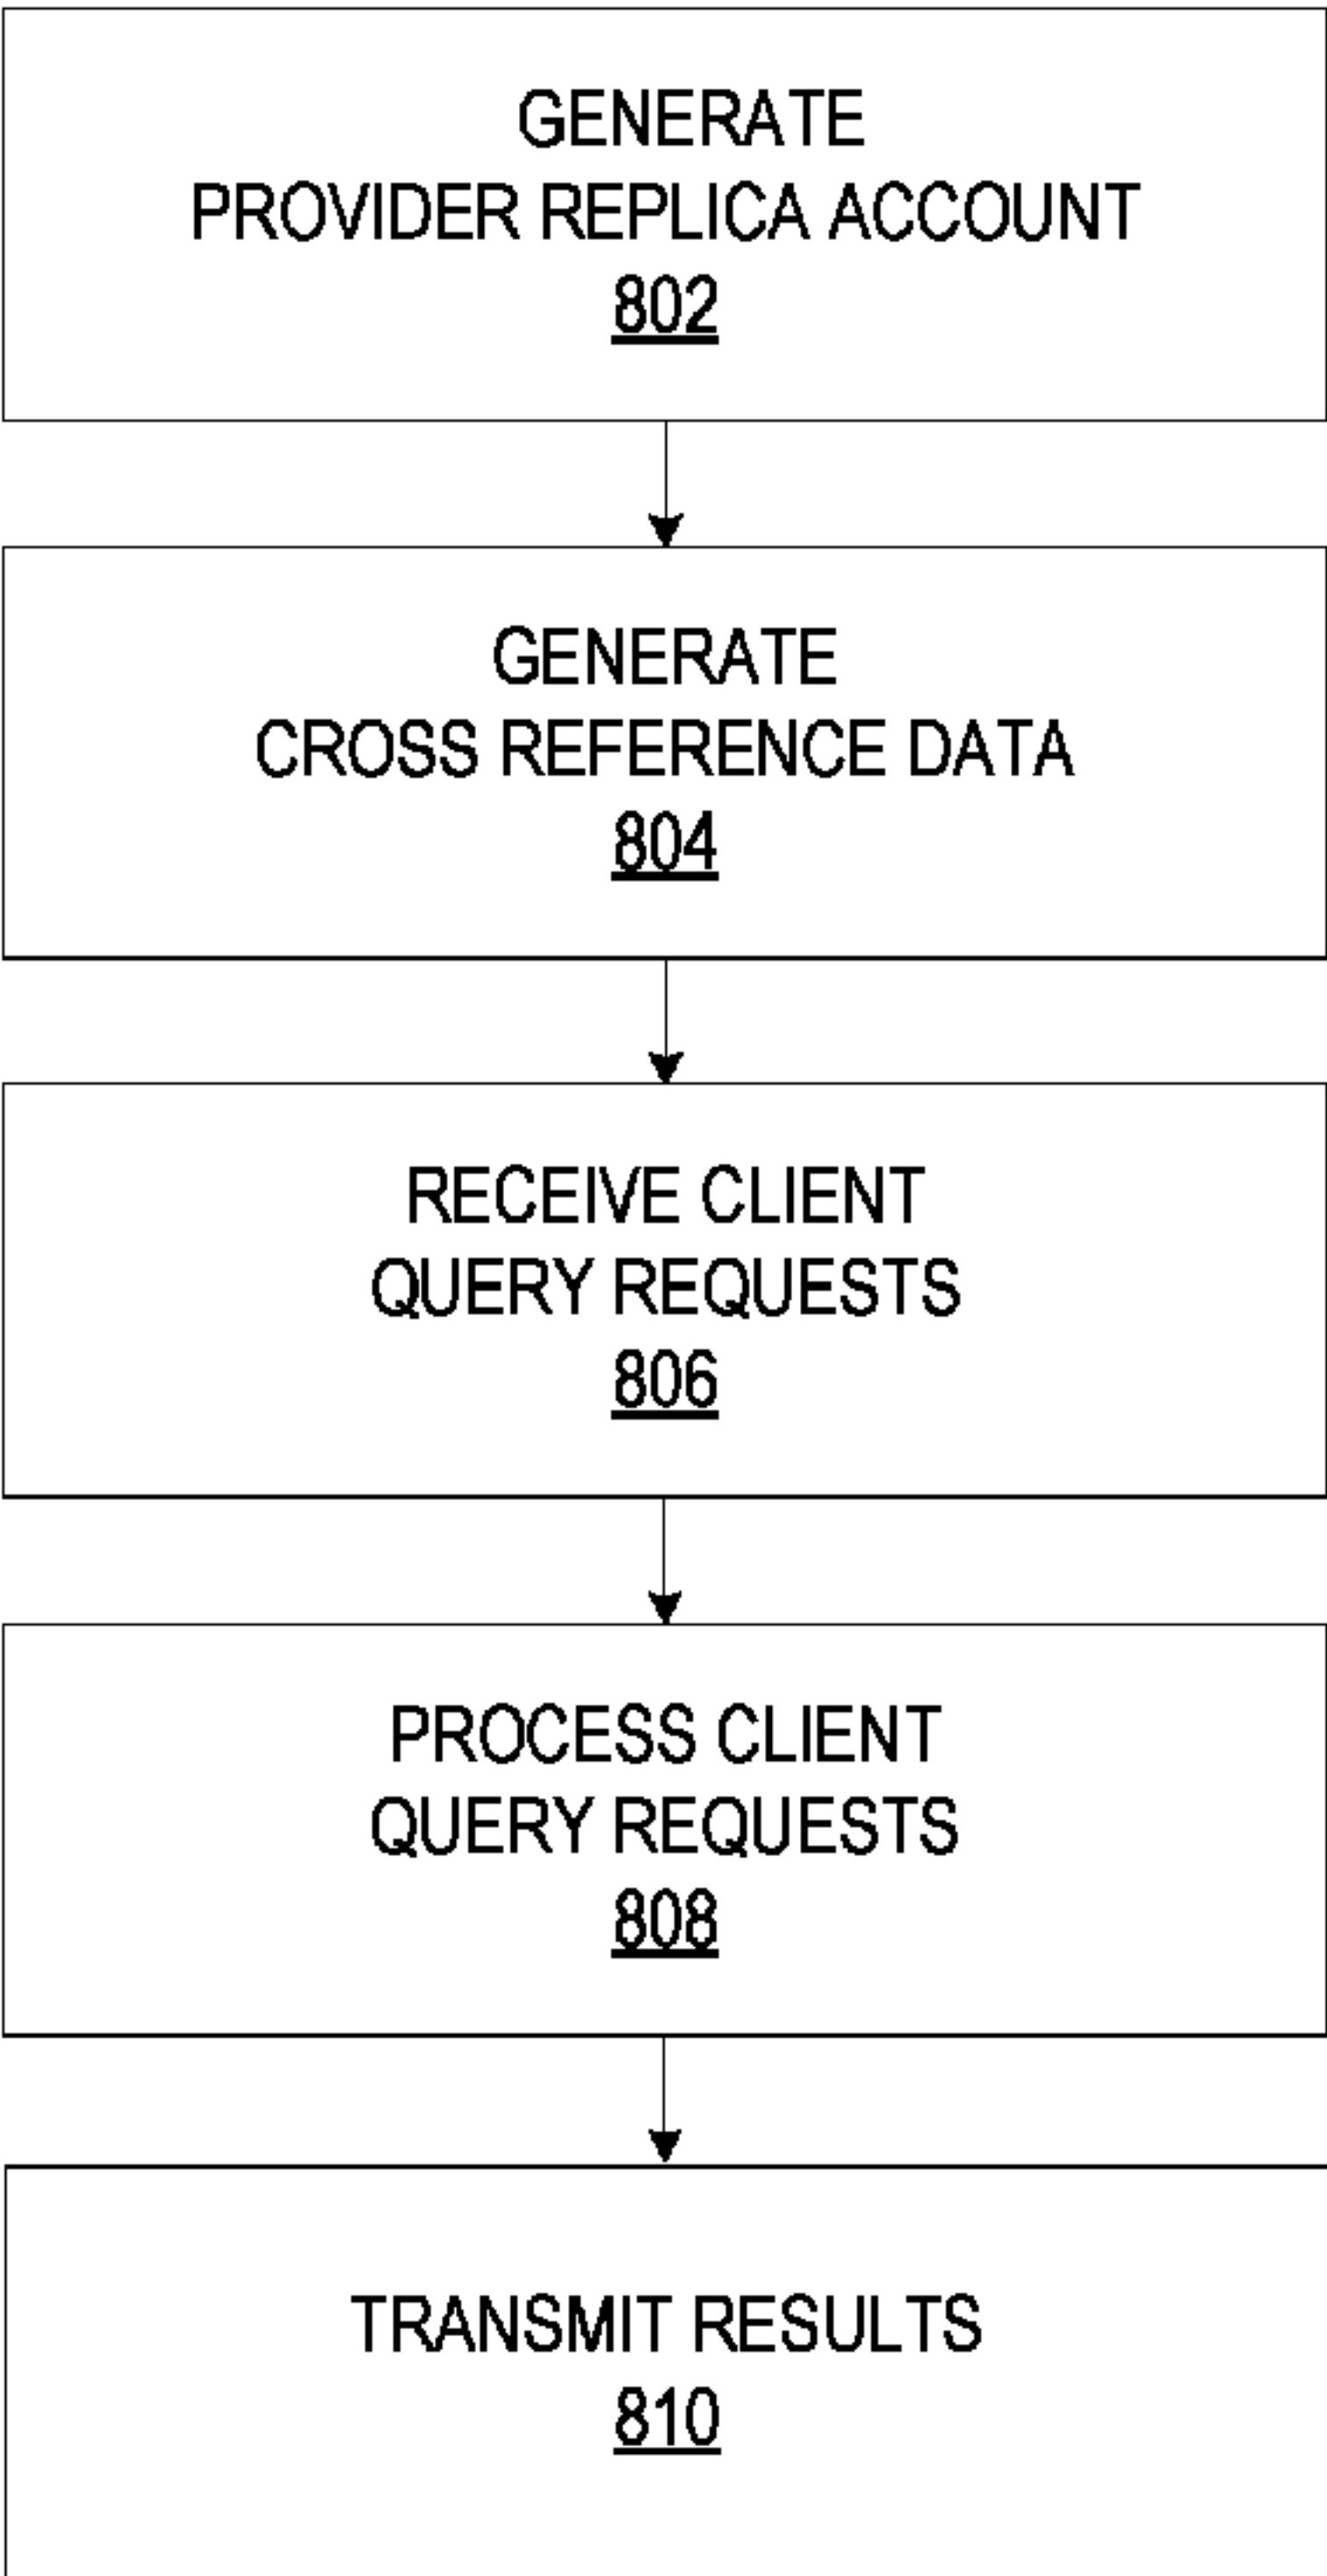 GENERATE
PROVIDER REPLICA ACCOUNT
802
GENERATE
CROSS REFERENCE DATA
804
RECEIVE CLIENT
QUERY REQUESTS
806
PROCESS CLIENT
QUERY REQUESTS
808
TRANSMIT RESULTS
810